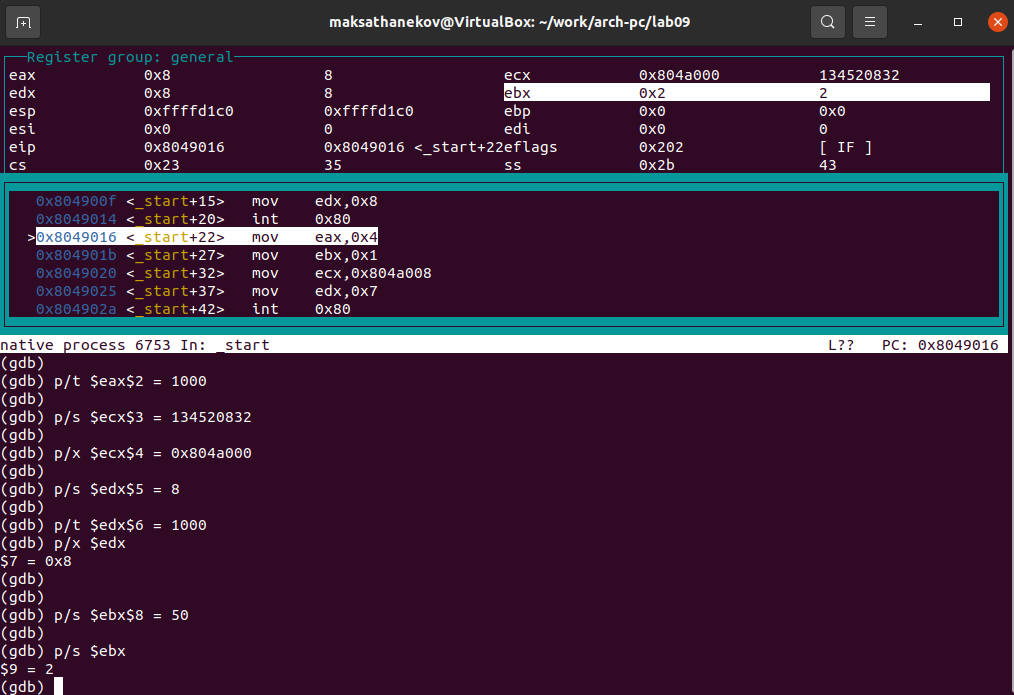 maksathanekov@VirtualBox: ~/work/arch-pc/lab09
Register group: general
eax 0x8 8 ecx 0x804a000 134520832
edx 0x8 8 ebx 0x2 2
esp 0xffffd1c0 0xffffd1c0 ebp 0x0 0x0
esi 0x0 0 edi 0x0 0
eip 0x8049016 0x8049016 <_start+22eflags 0x202 [ IF ]
cs 0x23 35 ss 0x2b 43
0x804900f <_start+15> mov edx,0x8
0x8049014 <_start+20> int 0x80
>0x8049016 <_start+22> mov eax,0x4
0x804901b <_start+27> mov ebx,0x1
0x8049020 <_start+32> mov ecx,0x804a008
0x8049025 <_start+37> mov edx,0x7
0x804902a <_start+42> int 0x80
native process 6753 In: _start L?? PC: 0x8049016
(gdb)
(gdb) p/t $eax$2 = 1000
(gdb)
(gdb) p/s $ecx$3 = 134520832
(gdb)
(gdb) p/x $ecx$4 = 0x804a000
(gdb)
(gdb) p/s $edx$5 = 8
(gdb)
(gdb) p/t $edx$6 = 1000
(gdb) p/x $edx
$7 = 0x8
(gdb)
(gdb)
(gdb) p/s $ebx$8 = 50
(gdb)
(gdb) p/s $ebx
$9 = 2
(gdb)